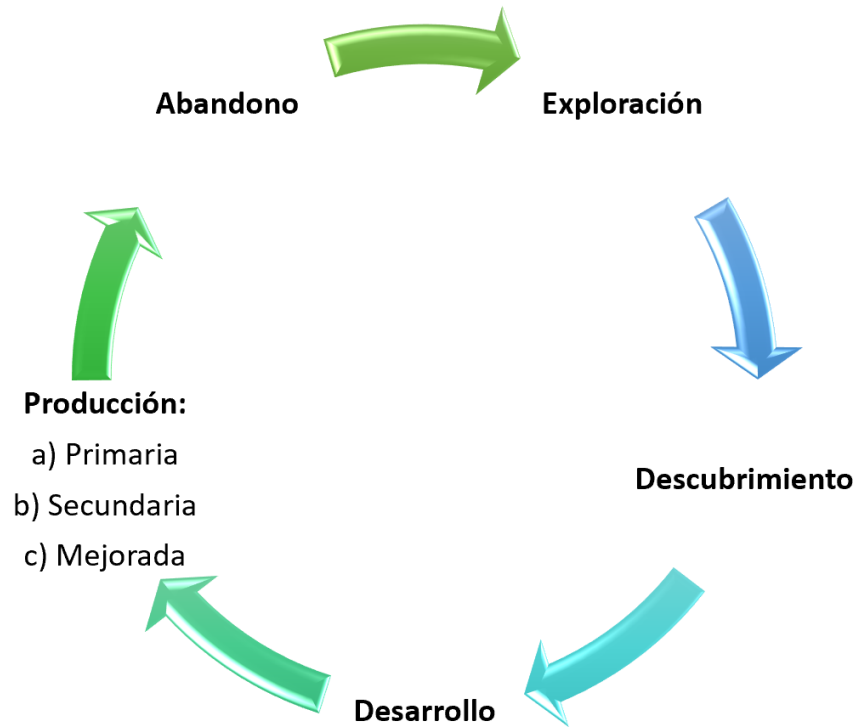 Abandono
Exploración
Descubrimiento
Desarrollo
Producción:
a) Primaria
b) Secundaria
c) Mejorada